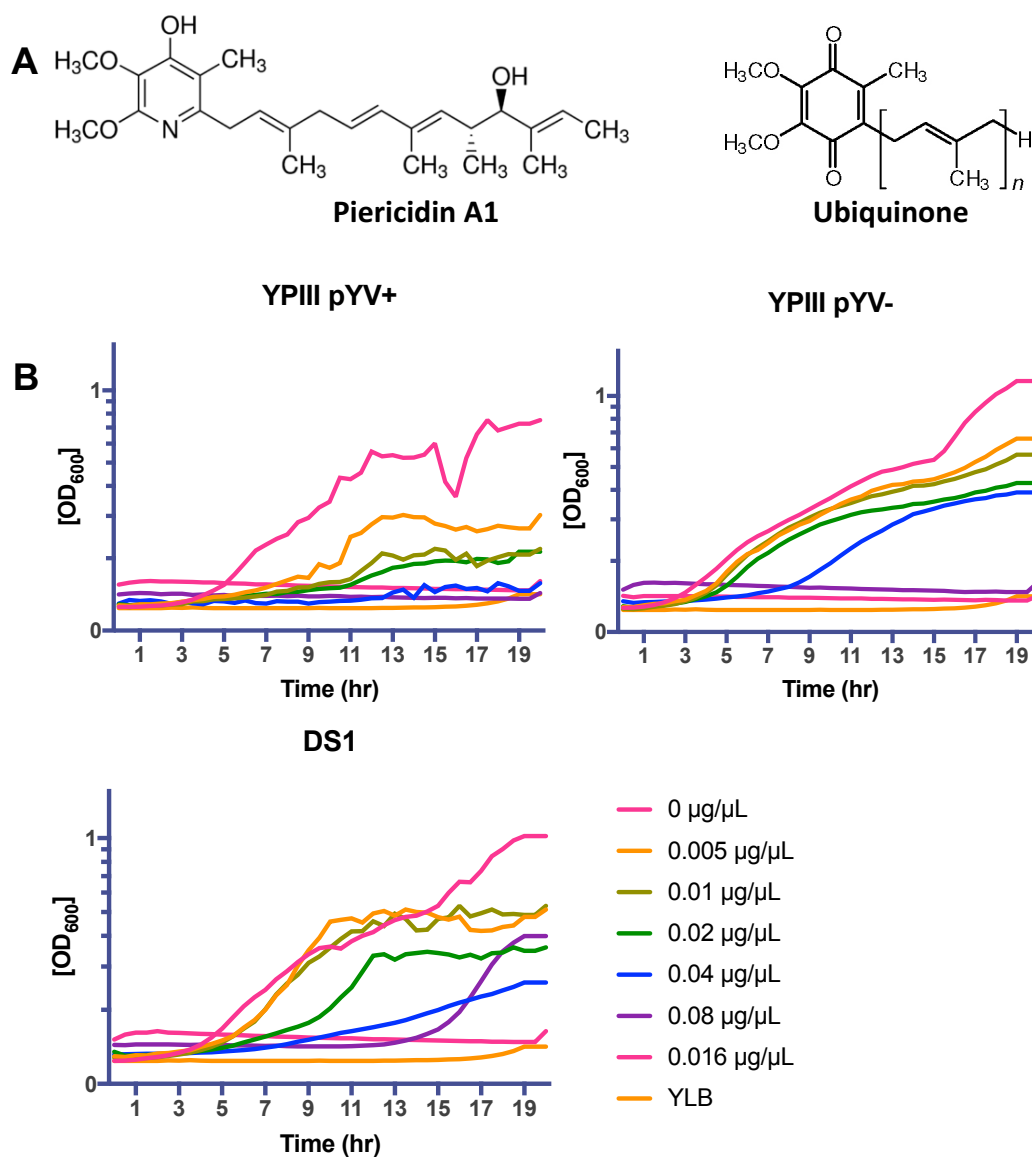 A
OH
H3CO
CH3
H3CO
N
CH3
CH3
CH3
CH3
CH3
OH
Piericidin A1
O
H3CO
CH3
H3CO
O
CH3
H
n
Ubiquinone
B
YPIII pYV+
[OD600]
1
0
1 3 5 7 9 11 13 15 17 19
Time (hr)
YPIII pYV-
[OD600]
1
0
1 3 5 7 9 11 13 15 17 19
Time (hr)
DS1
[OD600]
1
0
1 3 5 7 9 11 13 15 17 19
Time (hr)
0 µg/µL
0.005 µg/µL
0.01 µg/µL
0.02 µg/µL
0.04 µg/µL
0.08 µg/µL
0.016 µg/µL
YLB